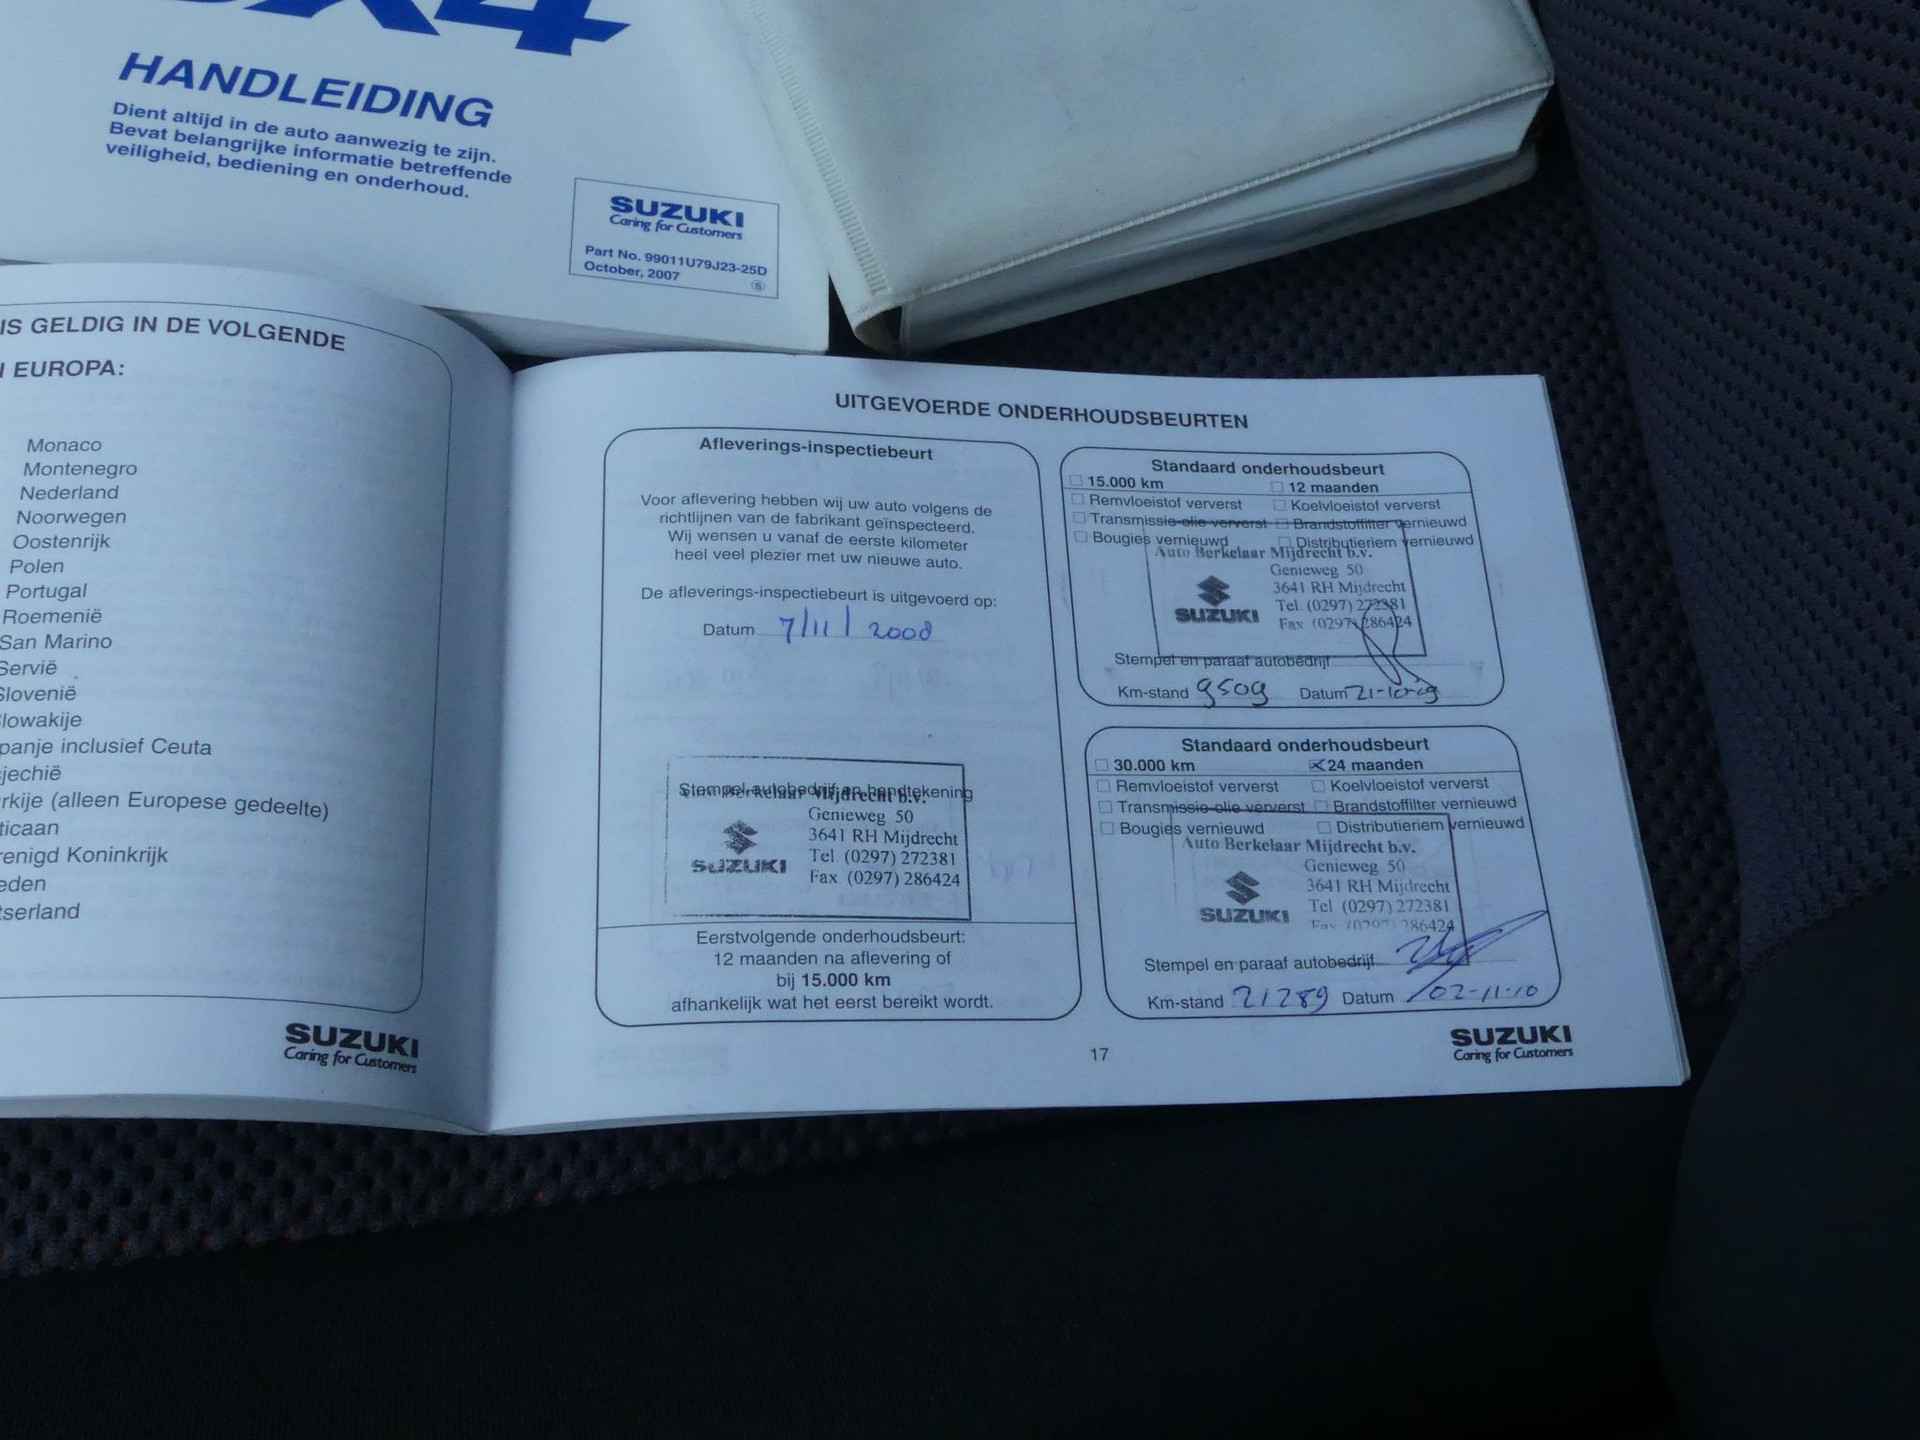 HANDLEIDING
Dient altijd in de auto aanwezig te zijn.
Bevat belangrijke informatie betreffende
veiligheid, bediening en onderhoud.
SUZUKI
Caring for Customers
Part No. 99011U79J23-25D
October, 2007
IS GELDIG IN DE VOLGENDE
EUROPA:
Monaco
Montenegro
Nederland
Noorwegen
Oostenrijk
Polen
Portugal
Roemenië
San Marino
Servië
Slovenië
lowakije
panje inclusief Ceuta
jechië
rkije (alleen Europese gedeelte)
ticaan
renigd Koninkrijk
eden
tserland
SUZUKI
Caring for Customers
UITGEVOERDE ONDERHOUDSBEURTEN
Afleverings-inspectiebeurt
Voor aflevering hebben wij uw auto volgens de
richtlijnen van de fabrikant geïnspecteerd.
Wij wensen u vanaf de eerste kilometer
heel veel plezier met uw nieuwe auto.
De afleverings-inspectiebeurt is uitgevoerd op:
Datum 7/11/2008
Stempel autobedrijf en handtekening
Berkelaar Mijdrecht b.v.
Genieweg 50
3641 RH Mijdrecht
SUZUKI
Tel (0297) 272381
Fax (0297) 286424
Eerstvolgende onderhoudsbeurt:
12 maanden na aflevering of
bij 15.000 km
afhankelijk wat het eerst bereikt wordt.
Standaard onderhoudsbeurt
15.000 km 12 maanden
Remvloeistof ververst Koelvloeistof ververst
Transmissie-olie ververst Brandstoffilter vernieuwd
Bougies vernieuwd Distributieriem vernieuwd
Auto Berkelaar Mijdrecht b.v.
Genieweg 50
3641 RH Mijdrecht
Tel (0297) 272381
SUZUKI
Fax (0297) 286424
Stempel en paraaf autobedrijf
Km-stand 9509 Datum 21-10-09
Standaard onderhoudsbeurt
30.000 km 24 maanden
Remvloeistof ververst Koelvloeistof ververst
Transmissie-olie ververst Brandstoffilter vernieuwd
Bougies vernieuwd Distributieriem vernieuwd
Auto Berkelaar Mijdrecht b.v.
Genieweg 50
3641 RH Mijdrecht
Tel (0297) 272381
SUZUKI
Fax (0297) 286424
Stempel en paraaf autobedrijf
Km-stand 21289 Datum 02-11-10
17
SUZUKI
Caring for Customers